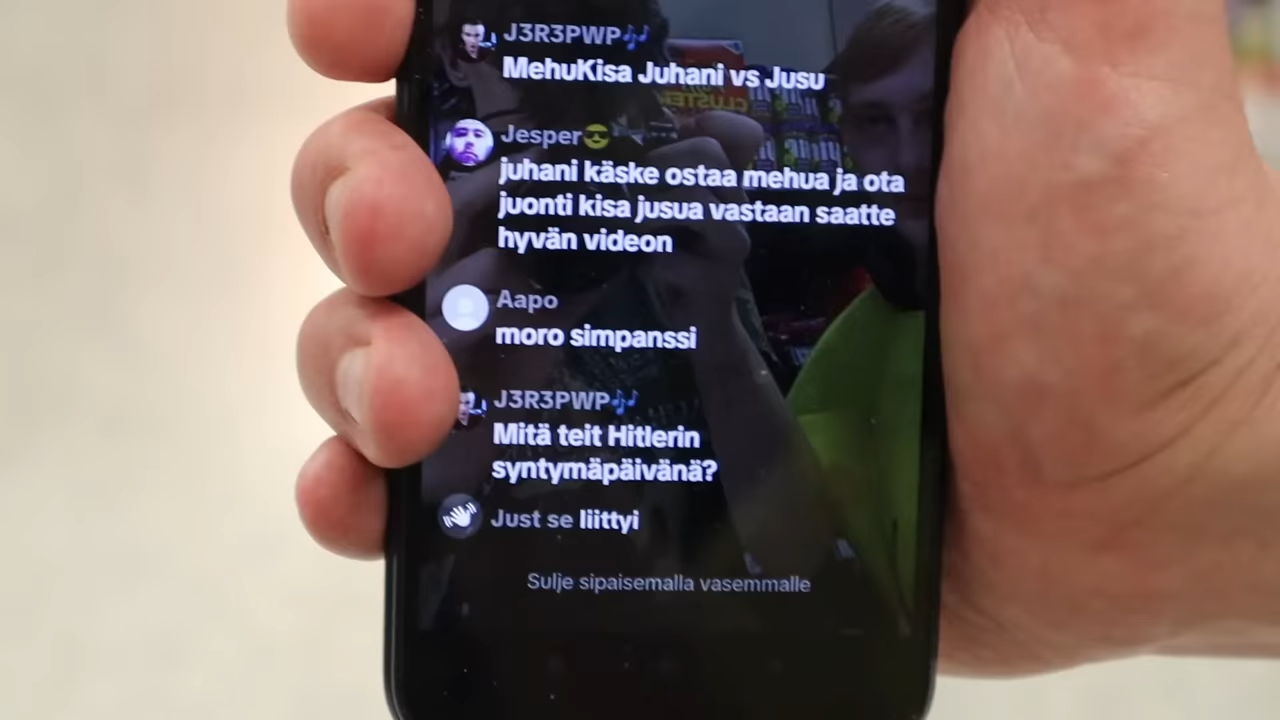 J3R3PWP🎶
MehuKisa Juhani vs Jusu
CLUSTER
Jesper😎
juhani käske ostaa mehua ja ota
juonti kisa jusua vastaan saatte
hyvän videon
Aapo
moro simpanssi
J3R3PWP🎶
Mitä teit Hitlerin
syntymäpäivänä?
Just se liittyi
Sulje sipaisemalla vasemmalle